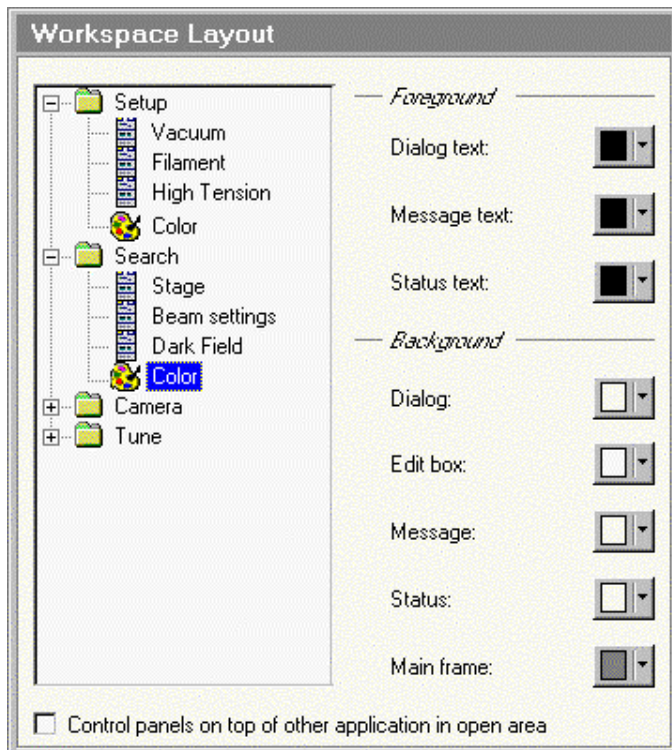 Workspace Layout
Setup
Vacuum
Filament
High Tension
Color
Search
Stage
Beam settings
Dark Field
Color
Camera
Tune
Foreground
Dialog text:
Message text:
Status text:
Background
Dialog:
Edit box:
Message:
Status:
Main frame:
Control panels on top of other application in open area